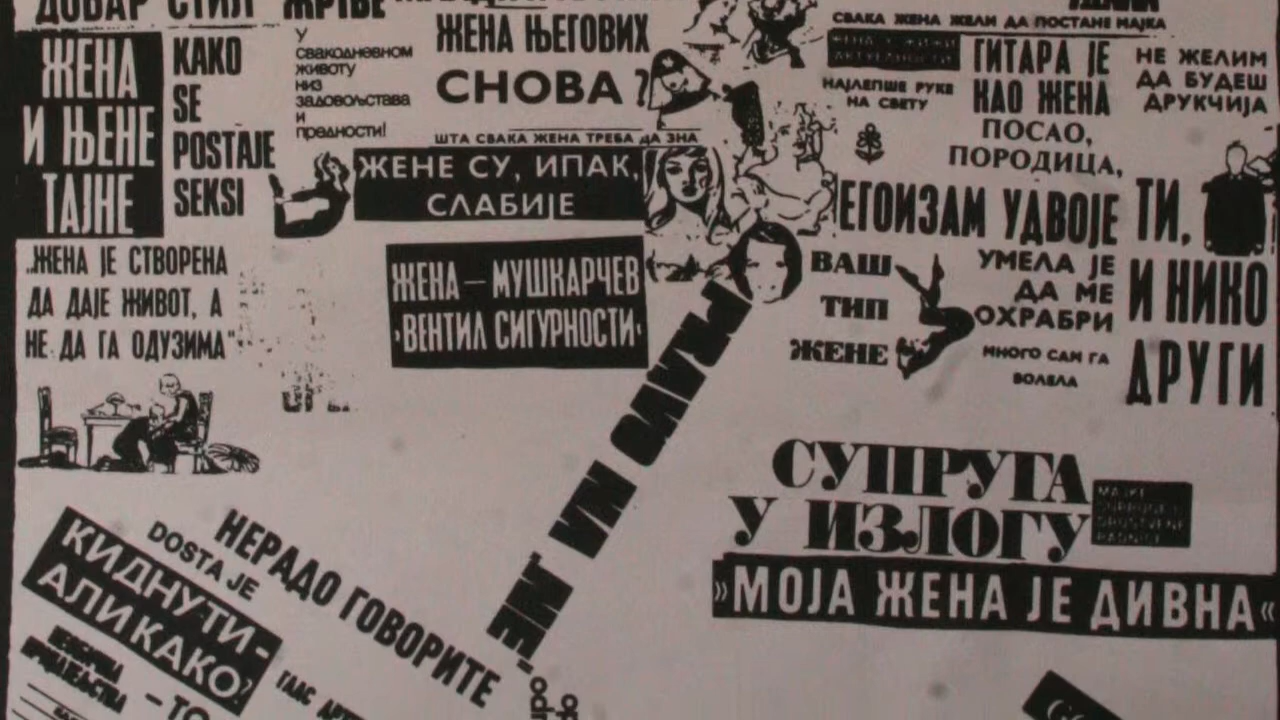 ДОБАР СТИЛ
ЖРТВЕ
ЖЕНА
И ЊЕНЕ
ТАЈНЕ
KAKO
SE
POSTAJE
SEKSI
У
свакодневном
животу
низ
задовољстава
и
предности!
ЖЕНА ЊЕГОВИХ
СНОВА?
ШТА СВАКА ЖЕНА ТРЕБА ДА ЗНА
ЖЕНЕ СУ, ИПАК,
СЛАБИЈЕ
ЖЕНА — МУШКАРЧЕВ
›ВЕНТИЛ СИГУРНОСТИ‹
„ЖЕНА ЈЕ СТВОРЕНА
ДА ДАЈЕ ЖИВОТ, А
НЕ ДА ГА ОДУЗИМА"
СВАКА ЖЕНА ЖЕЛИ ДА ПОСТАНЕ МАЈКА
НАЈЛЕПШЕ РУКЕ
НА СВЕТУ
ГИТАРА ЈЕ
КАО ЖЕНА
ПОСАО,
ПОРОДИЦА,
НЕ ЖЕЛИМ
ДА БУДЕШ
ДРУКЧИЈА
ЕГОИЗАМ УДВОЈЕ
ВАШ
ТИП
ЖЕНЕ
УМЕЛА ЈЕ
ДА МЕ
ОХРАБРИ
МНОГО САМ ГА
ВОЛЕЛА
ТИ,
И НИКО
ДРУГИ
СУПРУГА
У ИЗЛОГУ
»МОЈА ЖЕНА ЈЕ ДИВНА«
НЕРАДО ГОВОРИТЕ
DOSTA JE
КИДНУТИ-
АЛИ КАКО?
— ТО
ГЛАС